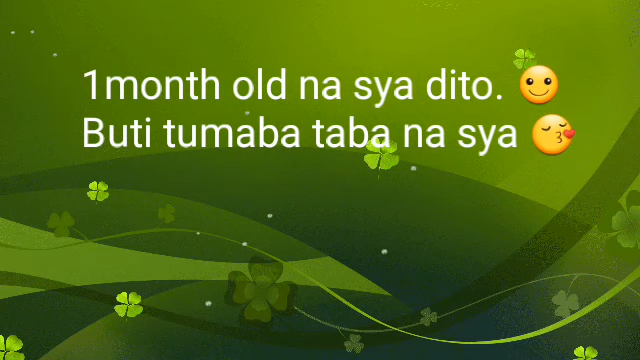 1month old na sya dito. 🙂
Buti tumaba taba na sya 😚